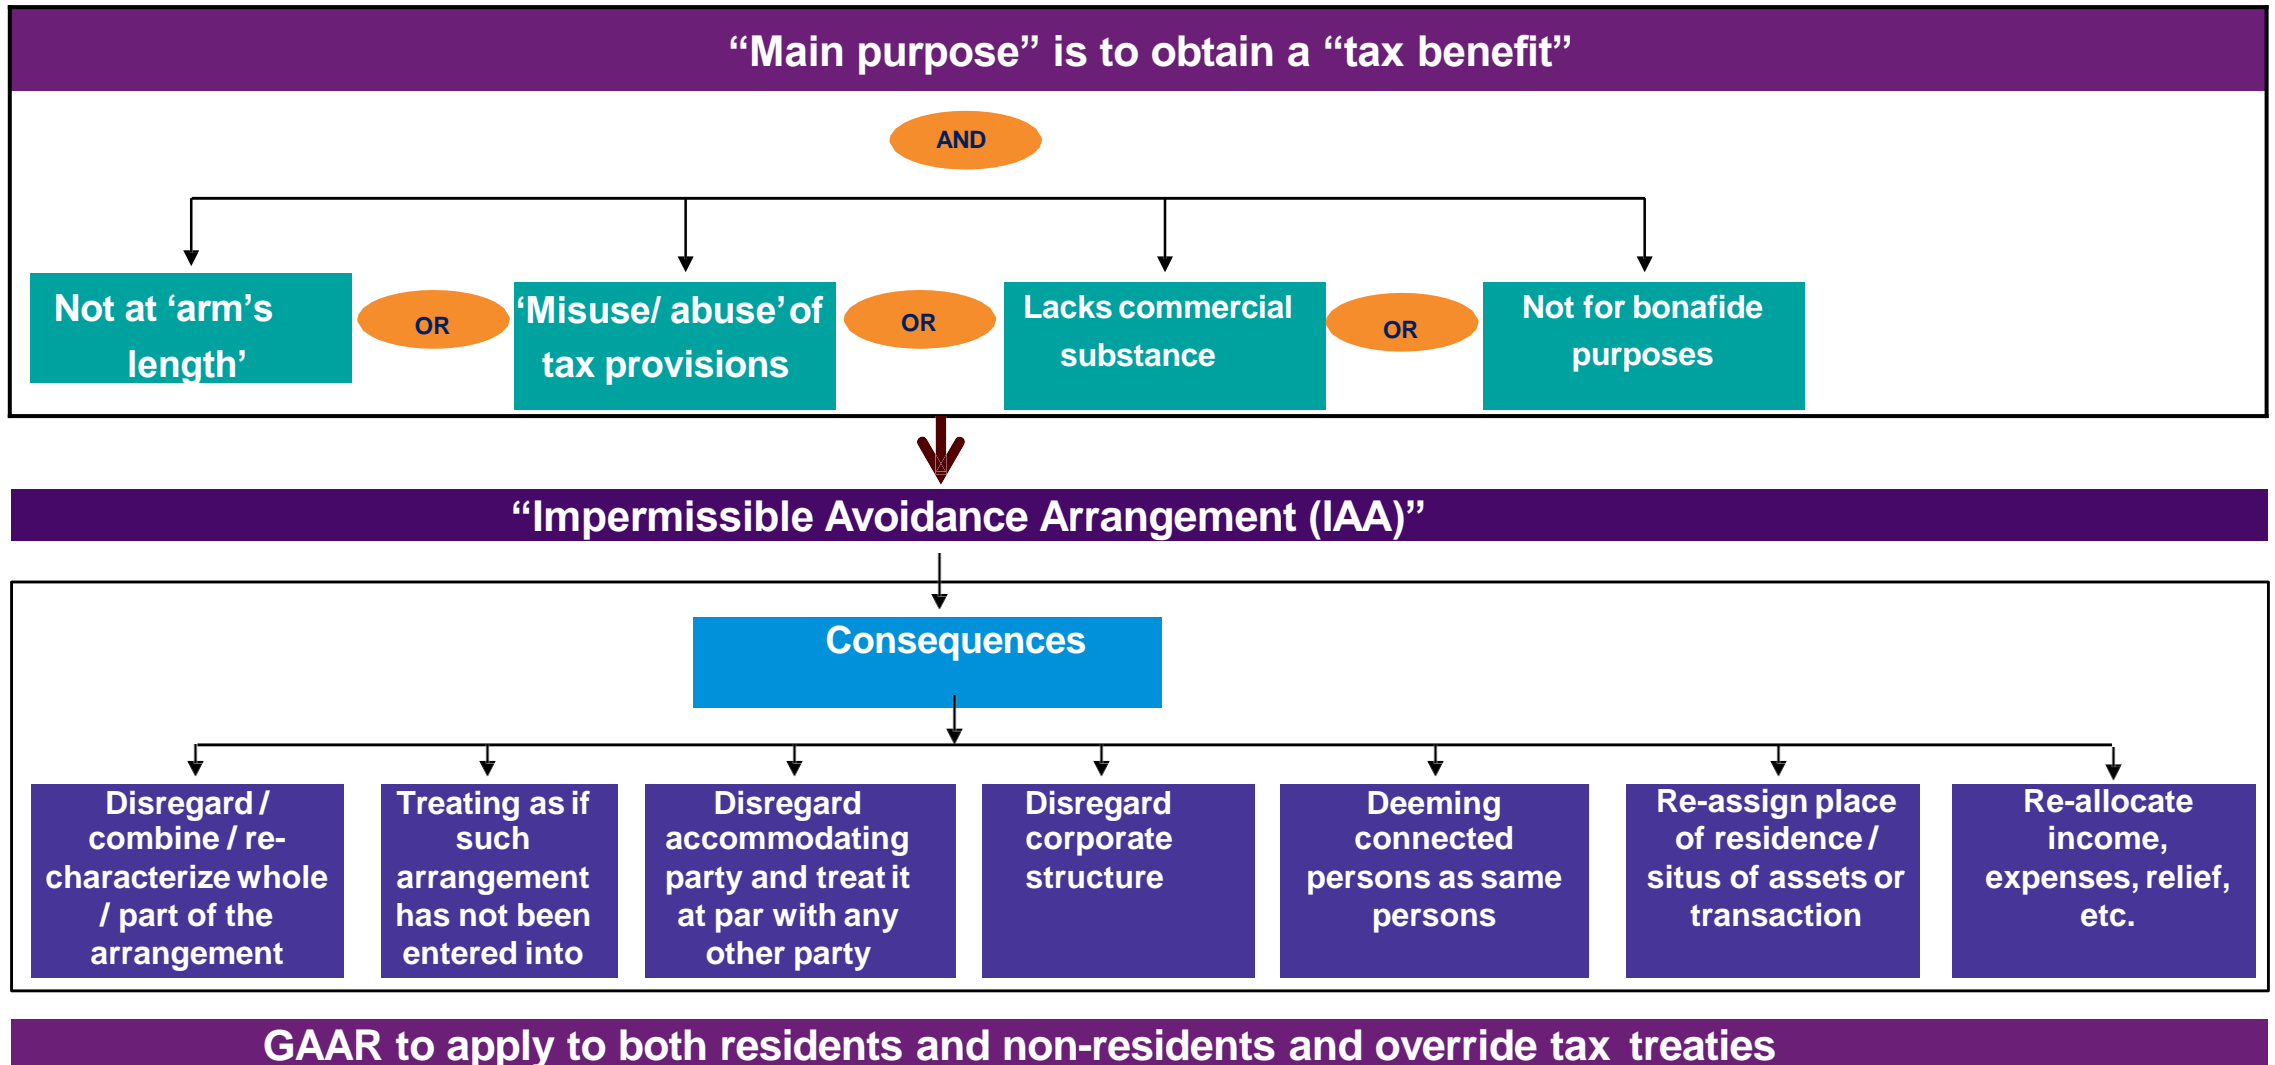 “Main purpose” is to obtain a “tax benefit”
AND
Not at ‘arm’s
length’
OR
‘Misuse/ abuse’ of
tax provisions
OR
Lacks commercial
substance
OR
Not for bonafide
purposes
“Impermissible Avoidance Arrangement (IAA)”
Consequences
Disregard /
combine / re-
characterize whole
/ part of the
arrangement
Treating as if
such
arrangement
has not been
entered into
Disregard
accommodating
party and treat it
at par with any
other party
Disregard
corporate
structure
Deeming
connected
persons as same
persons
Re-assign place
of residence /
situs of assets or
transaction
Re-allocate
income,
expenses, relief,
etc.
GAAR to apply to both residents and non-residents and override tax treaties